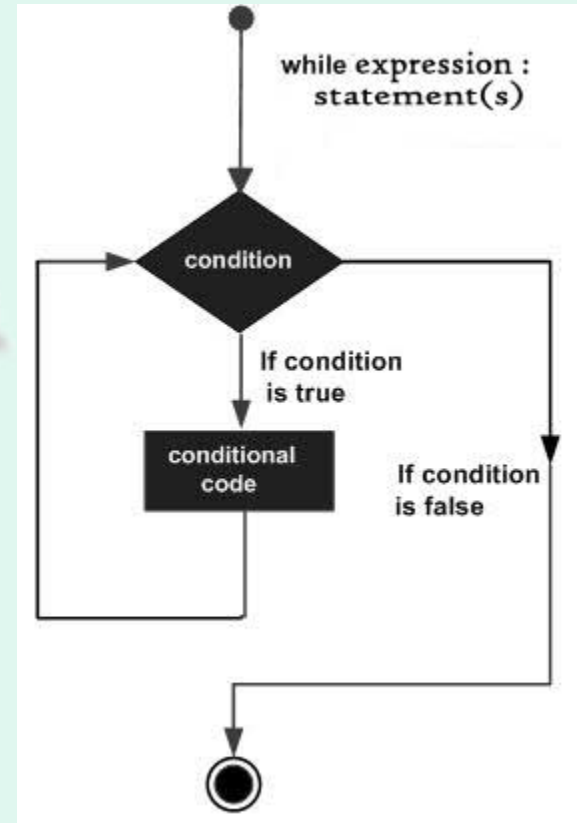 while expression :
statement(s)
condition
If condition
is true
conditional
code
If condition
is false